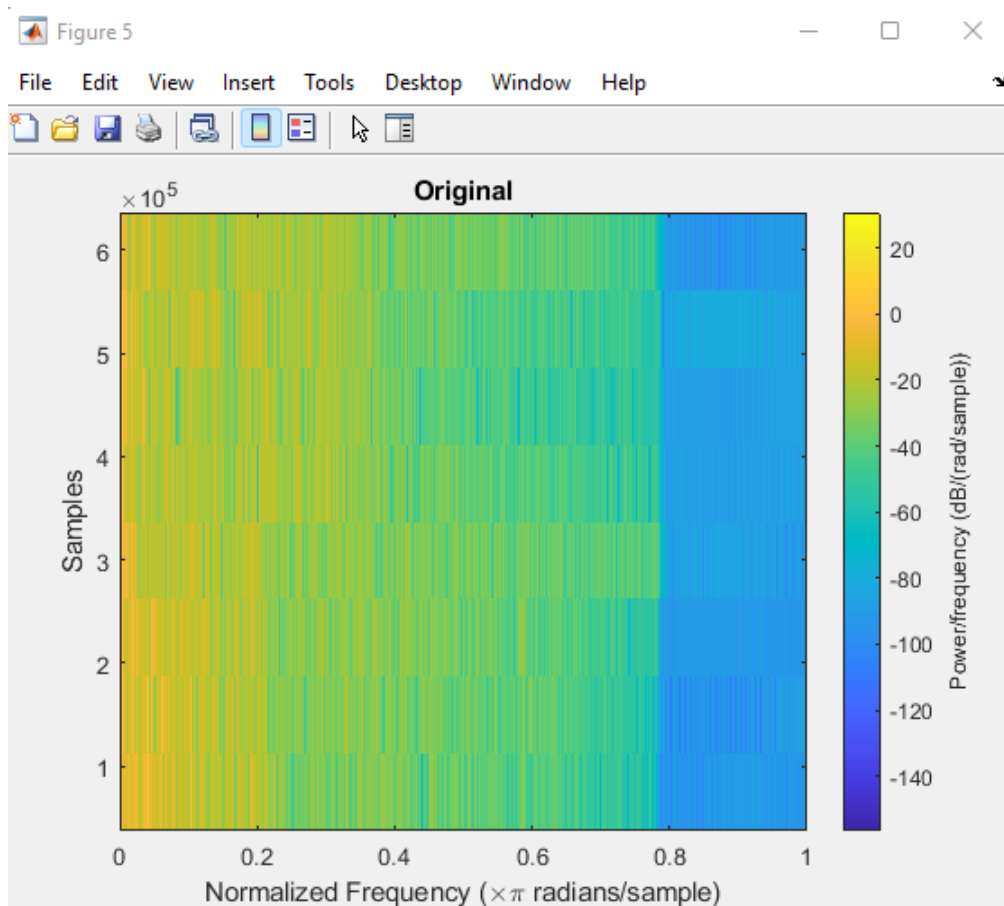 Figure 5
File Edit View Insert Tools Desktop Window Help
Original
×10⁵
6
5
4
3
2
1
Samples
0 0.2 0.4 0.6 0.8 1
Normalized Frequency (×π radians/sample)
20
0
-20
-40
-60
-80
-100
-120
-140
Power/frequency (dB/(rad/sample))